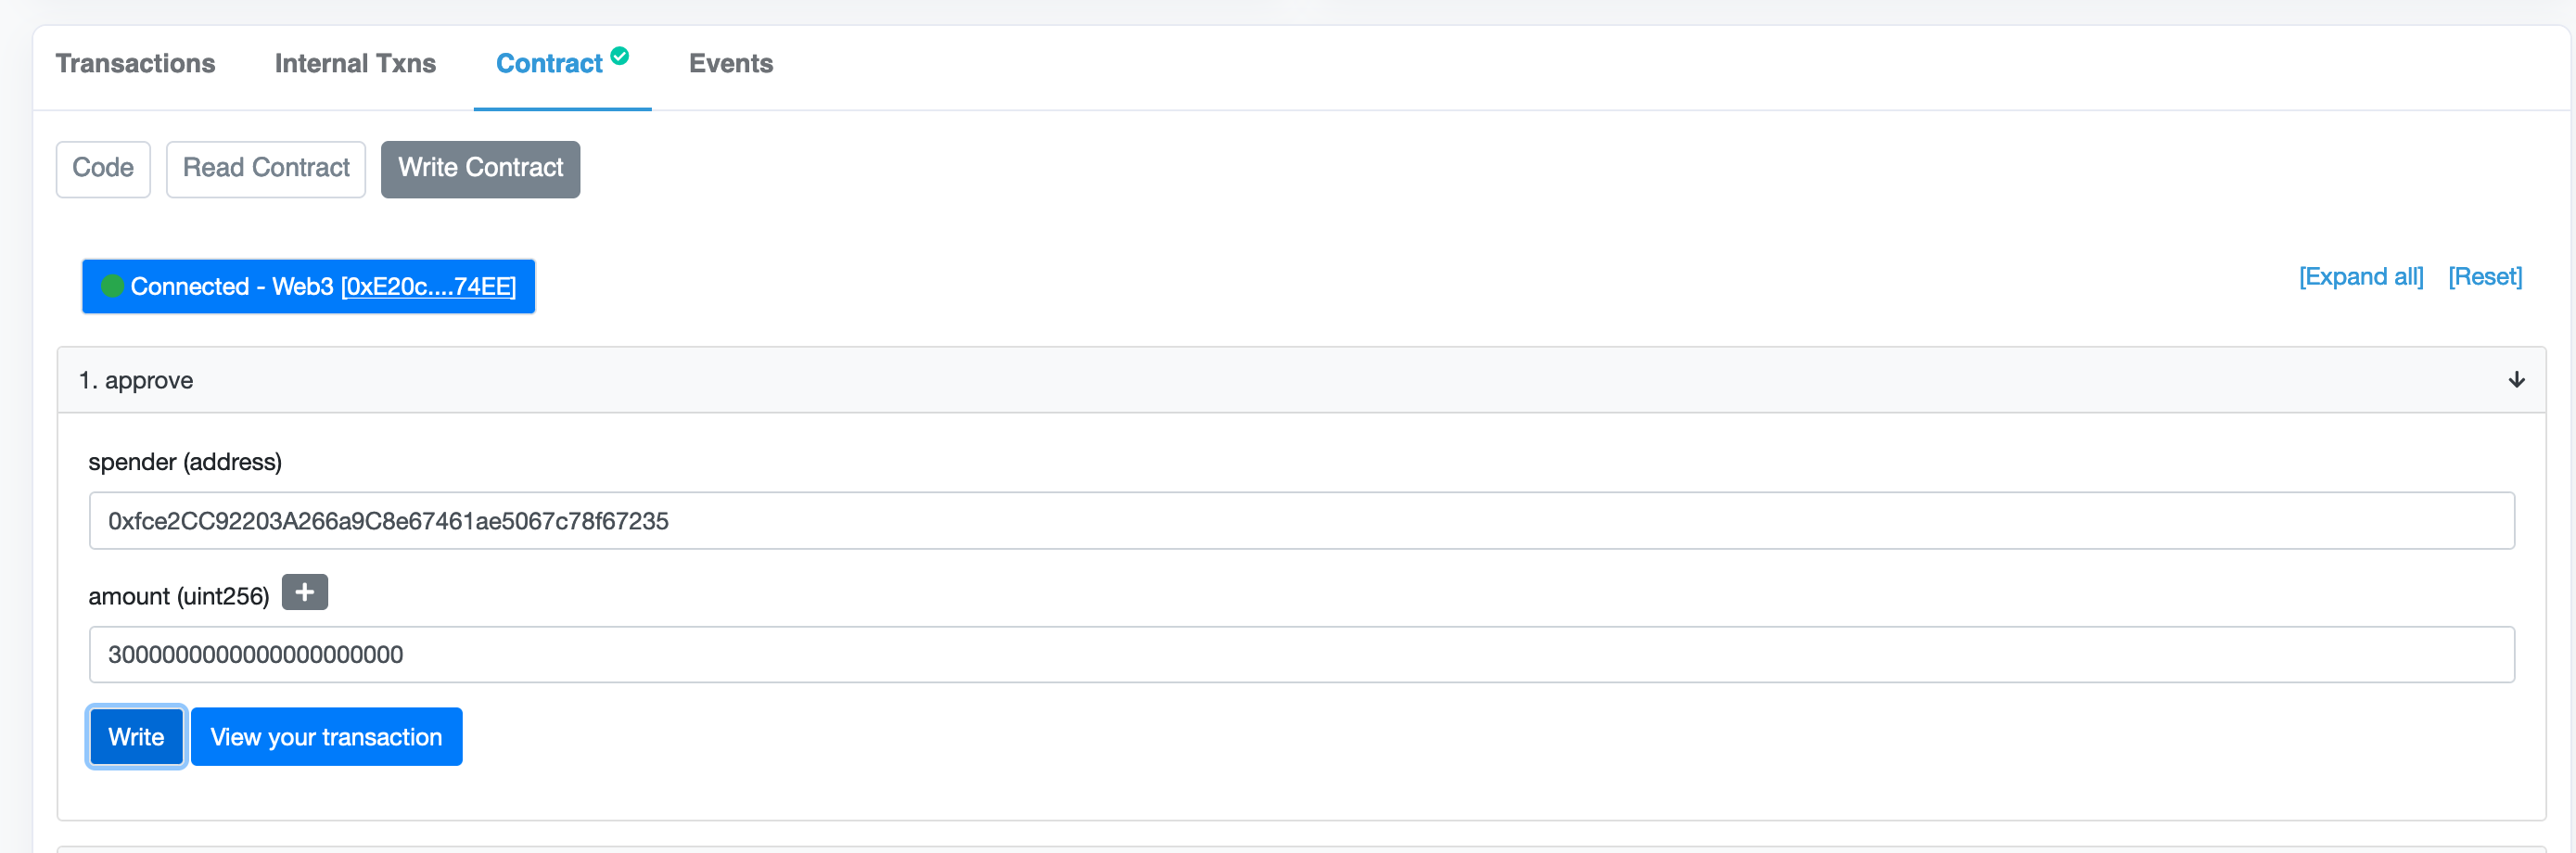 Transactions Internal Txns Contract Events
Code Read Contract Write Contract
Connected - Web3 [0xE20c....74EE] [Expand all] [Reset]
1. approve
spender (address)
0xfce2CC92203A266a9C8e67461ae5067c78f67235
amount (uint256)
3000000000000000000000
Write View your transaction